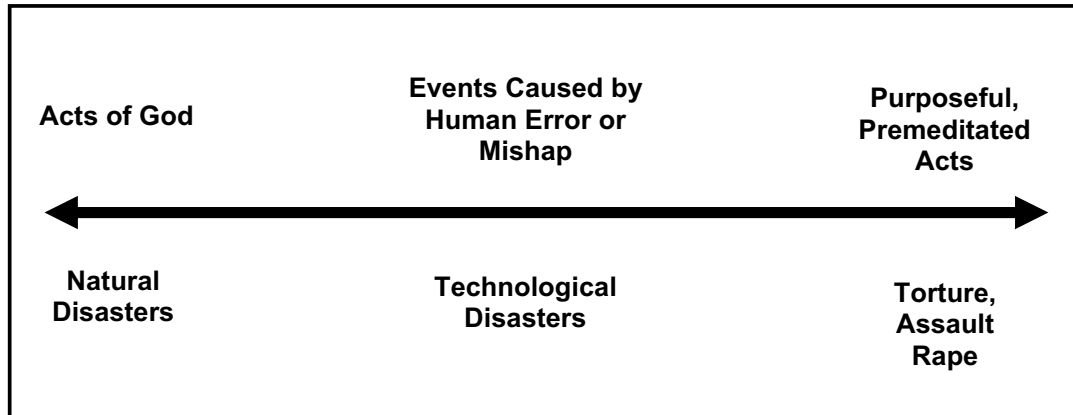 Acts of God
Events Caused by
Human Error or
Mishap
Purposeful,
Premeditated
Acts
Natural
Disasters
Technological
Disasters
Torture,
Assault
Rape